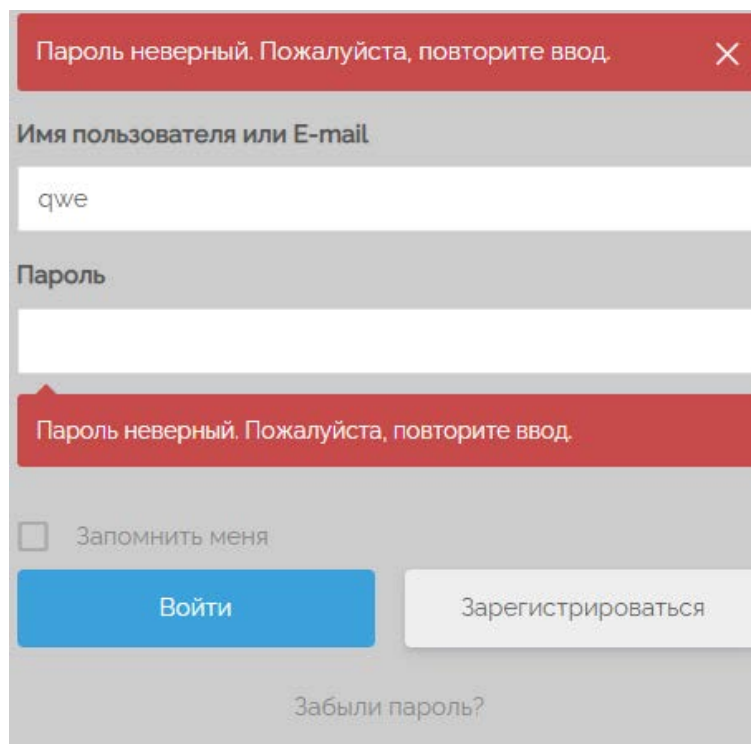 Пароль неверный. Пожалуйста, повторите ввод.
Имя пользователя или E-mail
qwe
Пароль
Пароль неверный. Пожалуйста, повторите ввод.
Запомнить меня
Войти
Зарегистрироваться
Забыли пароль?